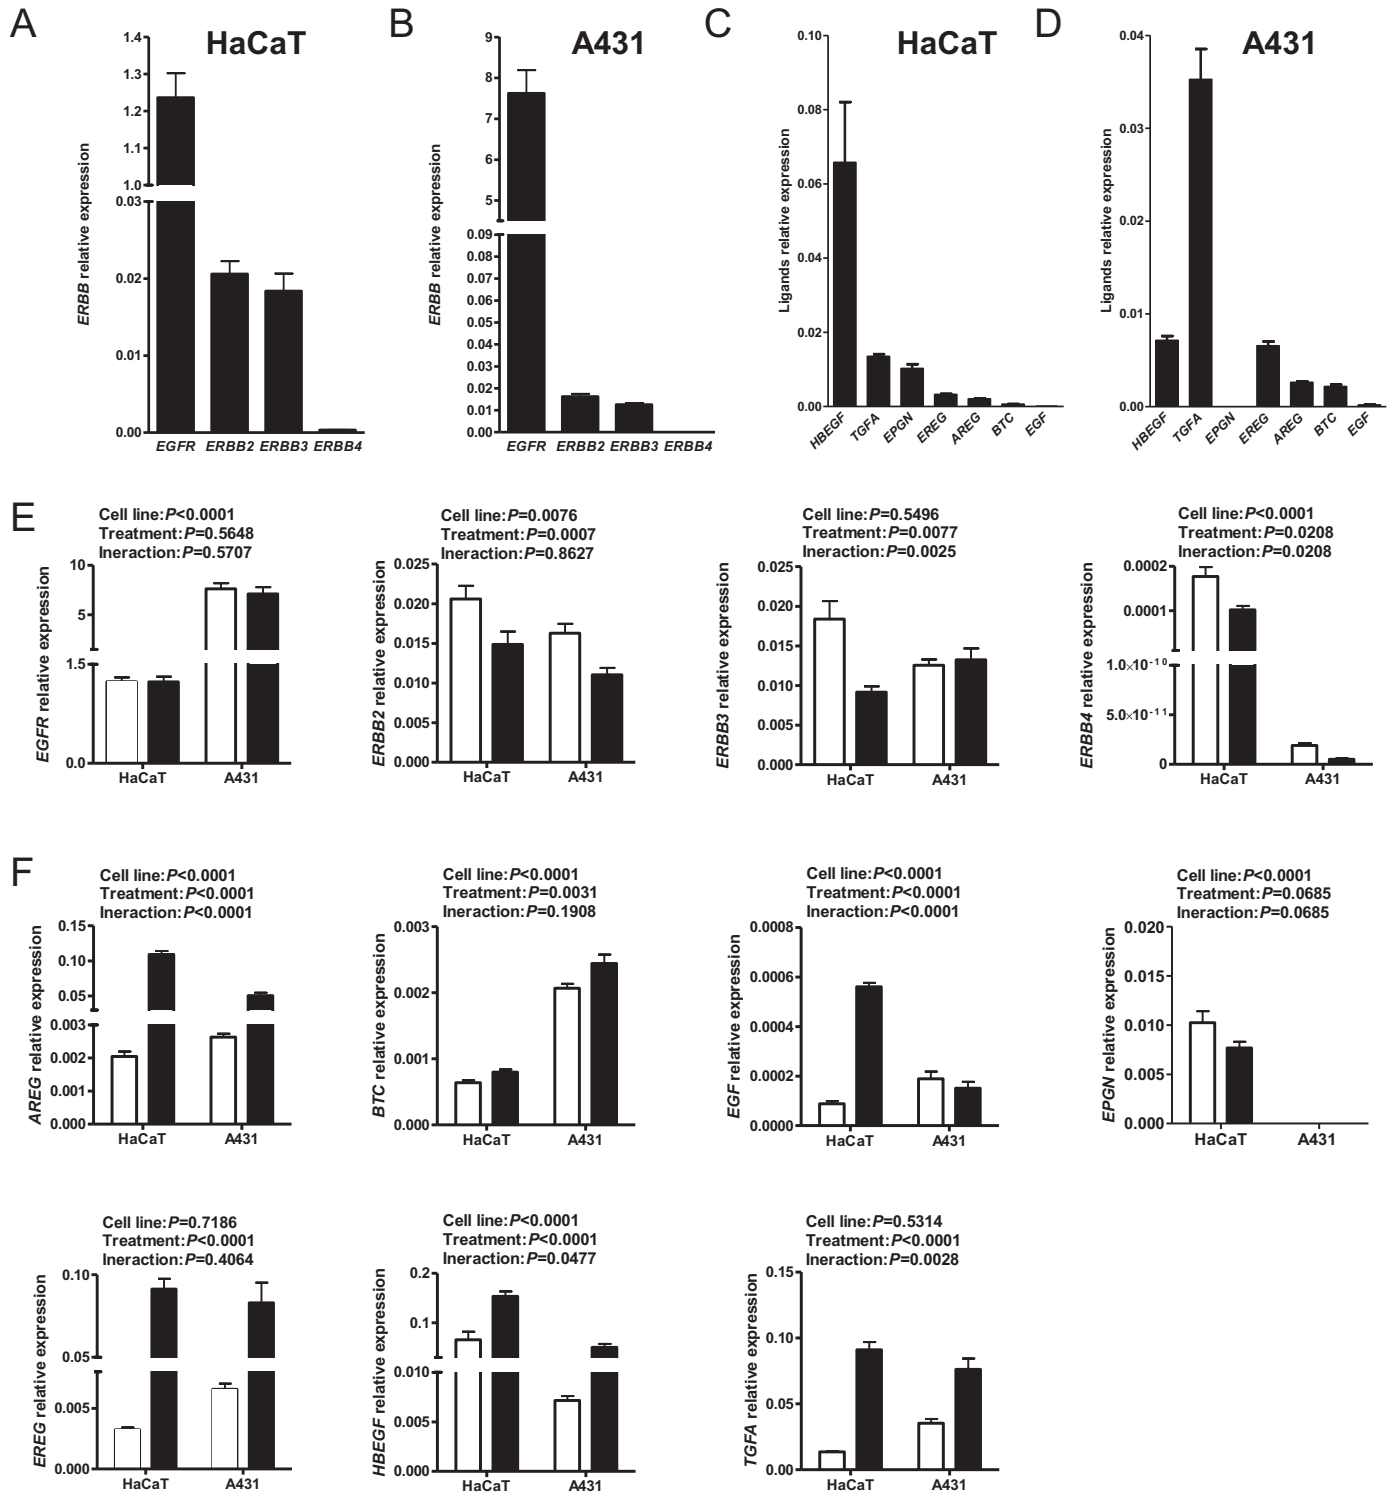 A
HaCaT
ERBB relative expression
1.4
1.3
1.2
1.1
1.0
0.03
0.02
0.01
0.00
EGFR ERBB2 ERBB3 ERBB4
B
A431
ERBB relative expression
9
8
7
6
5
0.09
0.08
0.07
0.06
0.05
0.04
0.03
0.02
0.01
0.00
EGFR ERBB2 ERBB3 ERBB4
C
HaCaT
Ligands relative expression
0.10
0.08
0.06
0.04
0.02
0.00
HBEGF TGFA EPGN EREG AREG BTC EGF
D
A431
Ligands relative expression
0.04
0.03
0.02
0.01
0.00
HBEGF TGFA EPGN EREG AREG BTC EGF
E
Cell line:P<0.0001
Treatment:P=0.5648
Ineraction:P=0.5707
EGFR relative expression
10
5
1.5
0.0
HaCaT A431
Cell line:P=0.0076
Treatment:P=0.0007
Ineraction:P=0.8627
ERBB2 relative expression
0.025
0.020
0.015
0.010
0.005
0.000
HaCaT A431
Cell line:P=0.5496
Treatment:P=0.0077
Ineraction:P=0.0025
ERBB3 relative expression
0.025
0.020
0.015
0.010
0.005
0.000
HaCaT A431
Cell line:P<0.0001
Treatment:P=0.0208
Ineraction:P=0.0208
ERBB4 relative expression
0.0002
0.0001
1.0×10⁻¹⁰
5.0×10⁻¹¹
0
HaCaT A431
F
Cell line:P<0.0001
Treatment:P<0.0001
Ineraction:P<0.0001
AREG relative expression
0.15
0.10
0.05
0.003
0.002
0.001
0.000
HaCaT A431
Cell line:P<0.0001
Treatment:P=0.0031
Ineraction:P=0.1908
BTC relative expression
0.003
0.002
0.001
0.000
HaCaT A431
Cell line:P<0.0001
Treatment:P<0.0001
Ineraction:P<0.0001
EGF relative expression
0.0008
0.0006
0.0004
0.0002
0.0000
HaCaT A431
Cell line:P<0.0001
Treatment:P=0.0685
Ineraction:P=0.0685
EPGN relative expression
0.020
0.015
0.010
0.005
0.000
HaCaT A431
Cell line:P=0.7186
Treatment:P<0.0001
Ineraction:P=0.4064
EREG relative expression
0.10
0.05
0.005
0.000
HaCaT A431
Cell line:P<0.0001
Treatment:P<0.0001
Ineraction:P=0.0477
HBEGF relative expression
0.2
0.1
0.010
0.005
0.000
HaCaT A431
Cell line:P=0.5314
Treatment:P<0.0001
Ineraction:P=0.0028
TGFA relative expression
0.15
0.10
0.05
0.00
HaCaT A431